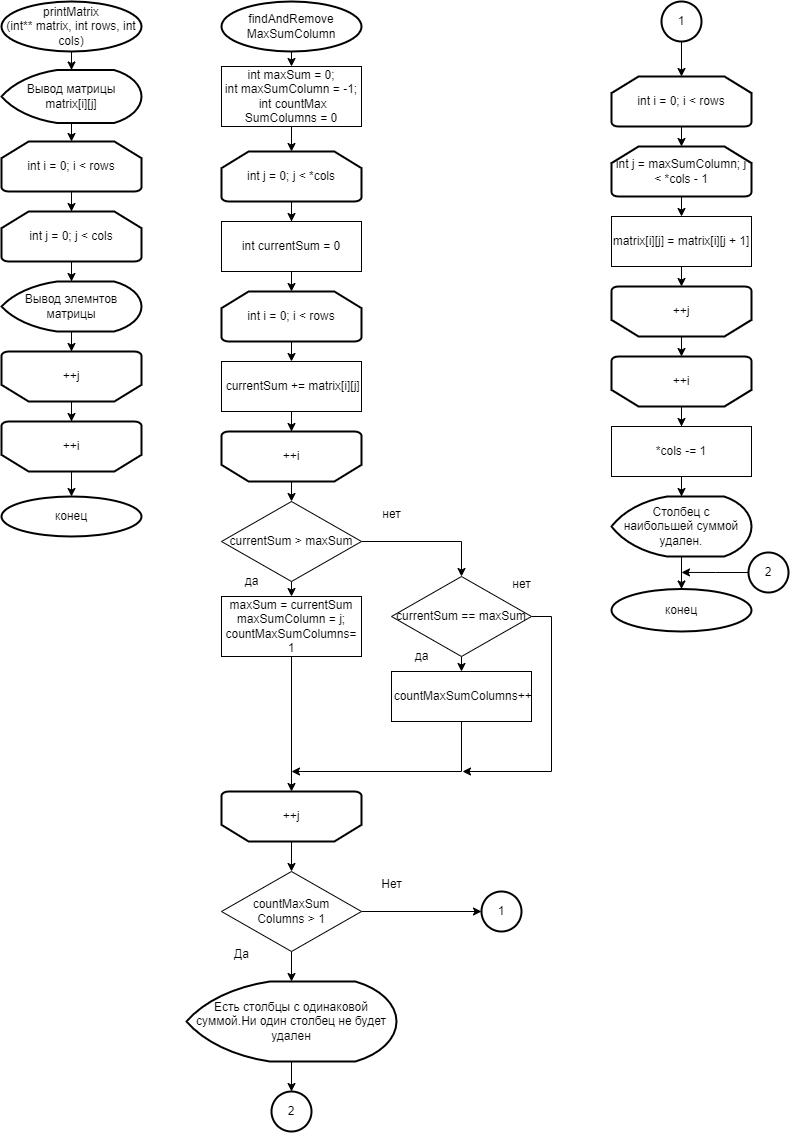 printMatrix
(int** matrix, int rows, int
cols)
Вывод матрицы
matrix[i][j]
int i = 0; i < rows
int j = 0; j < cols
Вывод элемнтов
матрицы
++j
++i
конец
findAndRemove
MaxSumColumn
int maxSum = 0;
int maxSumColumn = -1;
int countMax
SumColumns = 0
int j = 0; j < *cols
int currentSum = 0
int i = 0; i < rows
currentSum += matrix[i][j]
++i
currentSum > maxSum
нет
да
maxSum = currentSum
maxSumColumn = j;
countMaxSumColumns=
1
currentSum == maxSum
нет
да
countMaxSumColumns++
++j
countMaxSum
Columns > 1
Нет
1
Да
Есть столбцы с одинаковой
суммой.Ни один столбец не будет
удален
2
1
int i = 0; i < rows
int j = maxSumColumn; j
< *cols - 1
matrix[i][j] = matrix[i][j + 1]
++j
++i
*cols -= 1
Столбец с
наибольшей суммой
удален.
2
конец